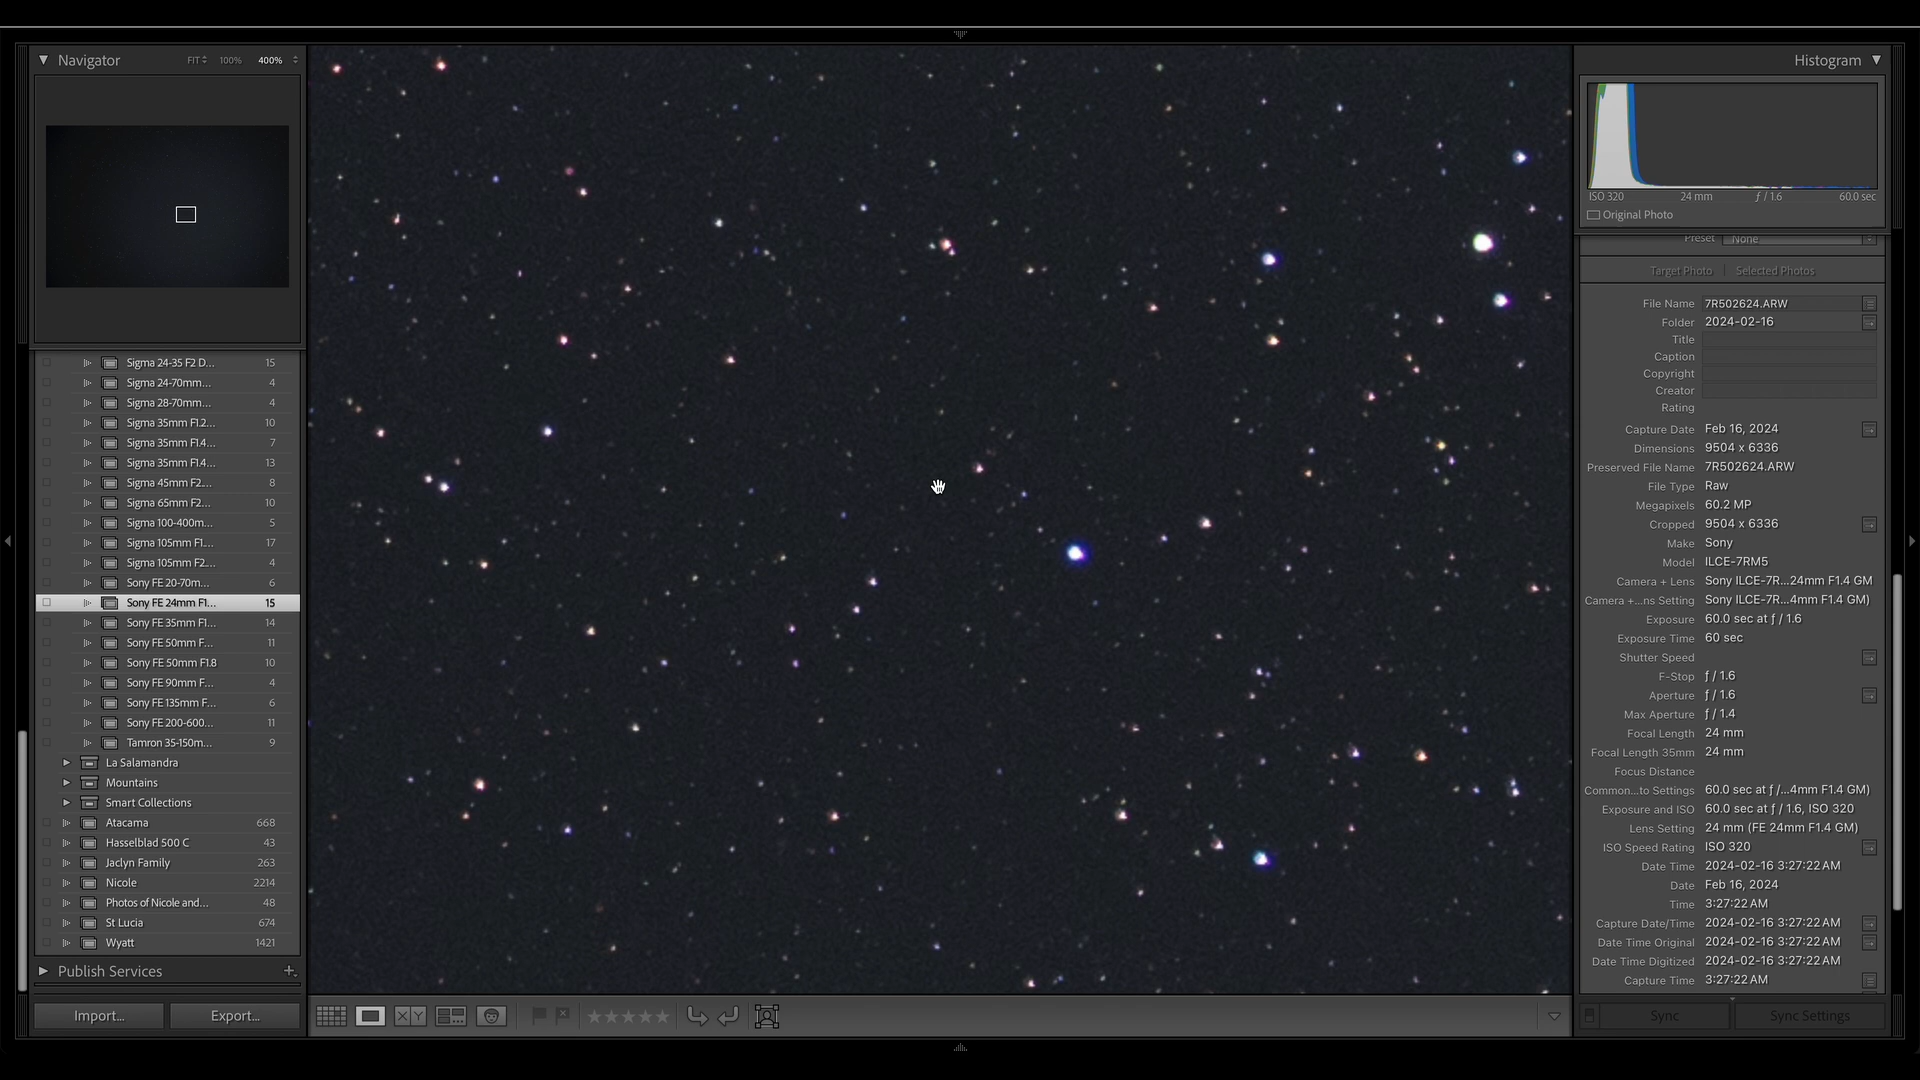 Navigator
FIT 100% 400%
Sigma 24-35 F2 D... 15
Sigma 24-70mm... 4
Sigma 28-70mm... 4
Sigma 35mm F1.2... 10
Sigma 35mm F1.4... 7
Sigma 35mm F1.4... 13
Sigma 45mm F2.... 8
Sigma 65mm F2... 10
Sigma 100-400m... 5
Sigma 105mm F1.... 17
Sigma 105mm F2.... 4
Sony FE 20-70m... 6
Sony FE 24mm F1... 15
Sony FE 35mm F1... 14
Sony FE 50mm F... 11
Sony FE 50mm F1.8 10
Sony FE 90mm F... 4
Sony FE 135mm F... 6
Sony FE 200-600... 11
Tamron 35-150m... 9
La Salamandra
Mountains
Smart Collections
Atacama 668
Hasselblad 500 C 43
Jaclyn Family 263
Nicole 2214
Photos of Nicole and... 48
St Lucia 674
Wyatt 1421
Publish Services
Import... Export...
X Y
Histogram
ISO 320 24 mm ƒ / 1.6 60.0 sec
Original Photo
Preset None
Target Photo Selected Photos
File Name 7R502624.ARW
Folder 2024-02-16
Title
Caption
Copyright
Creator
Rating
Capture Date Feb 16, 2024
Dimensions 9504 x 6336
Preserved File Name 7R502624.ARW
File Type Raw
Megapixels 60.2 MP
Cropped 9504 x 6336
Make Sony
Model ILCE-7RM5
Camera + Lens Sony ILCE-7R...24mm F1.4 GM
Camera +...ns Setting Sony ILCE-7R...4mm F1.4 GM)
Exposure 60.0 sec at ƒ / 1.6
Exposure Time 60 sec
Shutter Speed
F-Stop ƒ / 1.6
Aperture ƒ / 1.6
Max Aperture ƒ / 1.4
Focal Length 24 mm
Focal Length 35mm 24 mm
Focus Distance
Common...to Settings 60.0 sec at ƒ /...4mm F1.4 GM)
Exposure and ISO 60.0 sec at ƒ / 1.6, ISO 320
Lens Setting 24 mm (FE 24mm F1.4 GM)
ISO Speed Rating ISO 320
Date Time 2024-02-16 3:27:22 AM
Date Feb 16, 2024
Time 3:27:22 AM
Capture Date/Time 2024-02-16 3:27:22 AM
Date Time Original 2024-02-16 3:27:22 AM
Date Time Digitized 2024-02-16 3:27:22 AM
Capture Time 3:27:22 AM
Sync Sync Settings